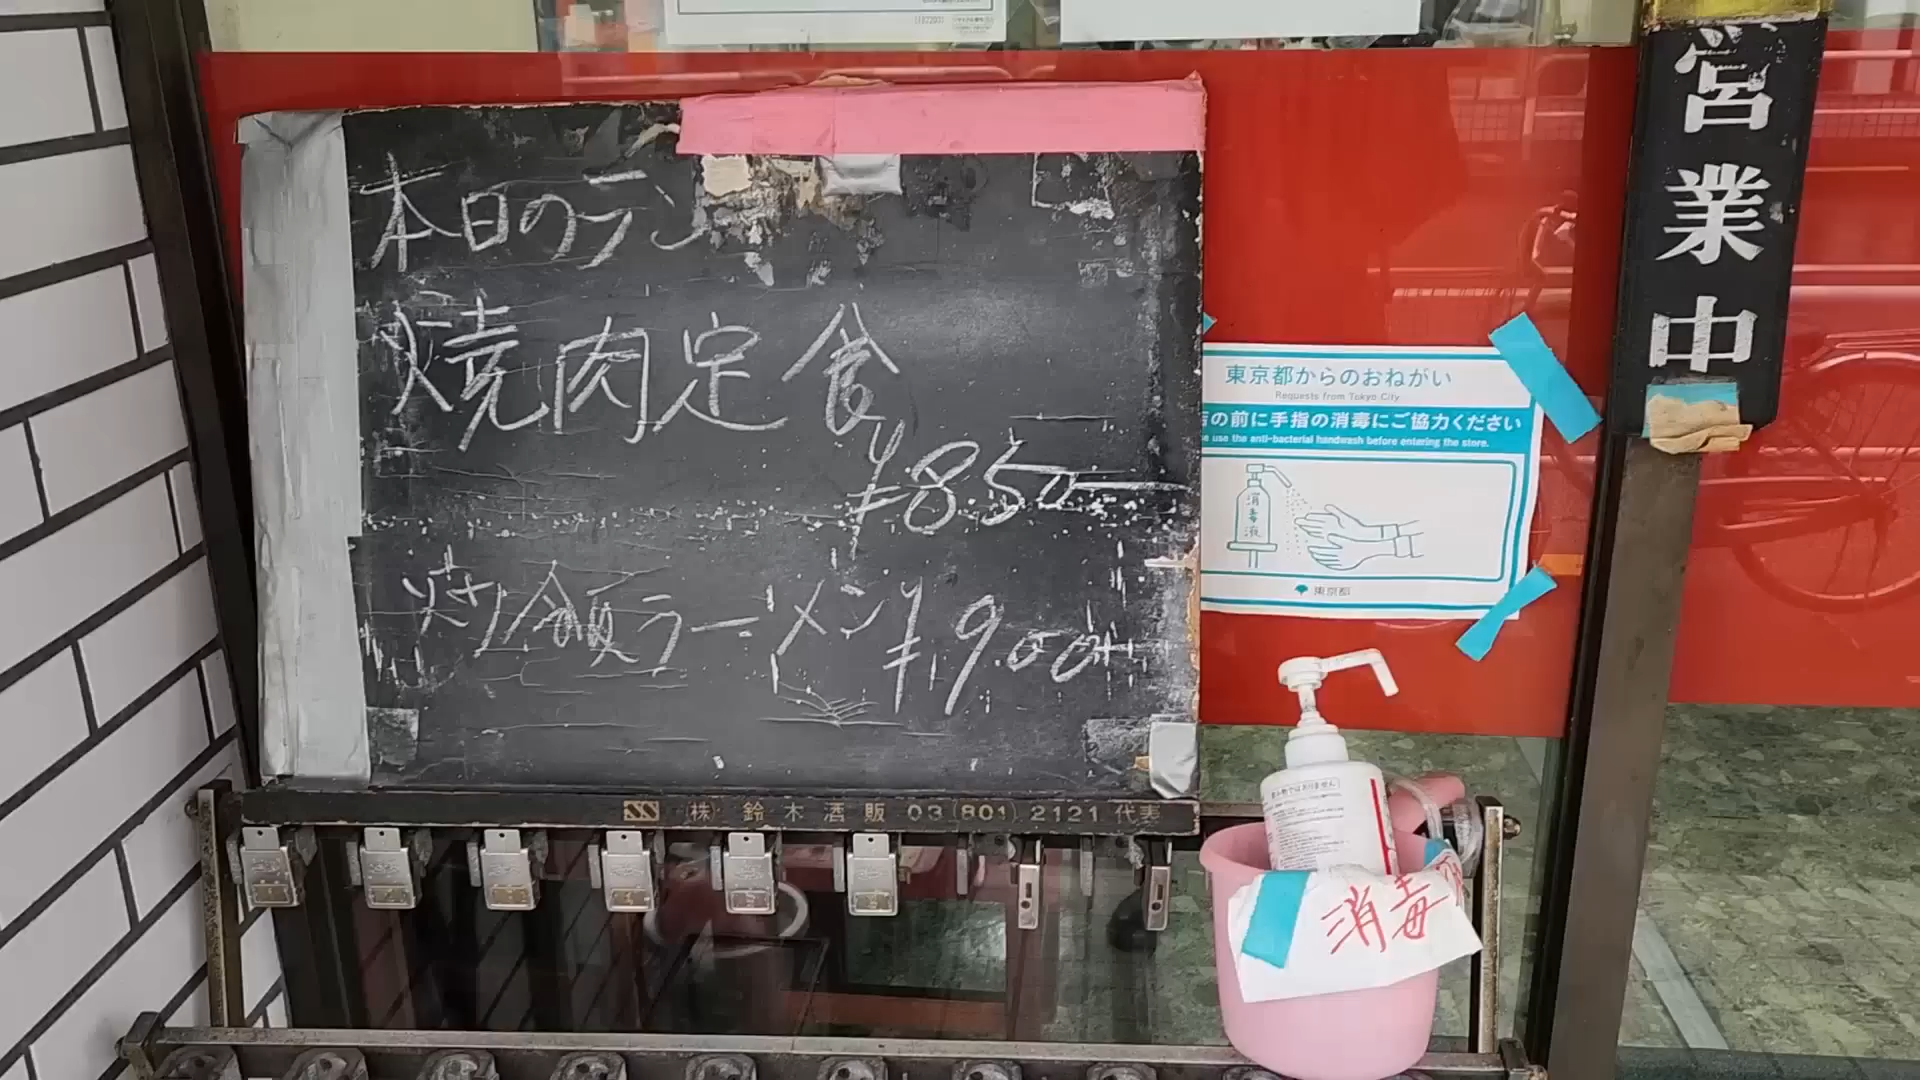 本日のラン
焼肉定食
¥850
ラーメン ¥900
(株) 鈴木酒販 03(801)2121 代表
東京都からのおねがい
Requests from Tokyo City
の前に手指の消毒にご協力ください
use the anti-bacterial handwash before entering the store.
消毒液
東京都
営業中
消毒